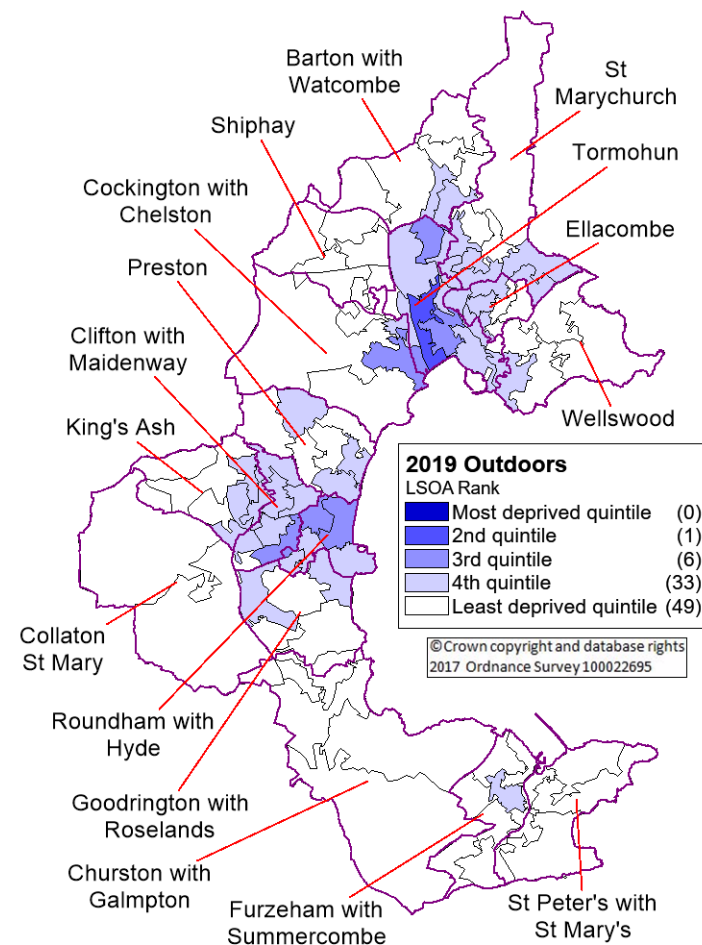 Barton with
Watcombe
St
Marychurch
Shiphay
Tormohun
Cockington with
Chelston
Ellacombe
Preston
Clifton with
Maidenway
King's Ash
Wellswood
2019 Outdoors
LSOA Rank
Most deprived quintile (0)
2nd quintile (1)
3rd quintile (6)
4th quintile (33)
Least deprived quintile (49)
©Crown copyright and database rights
2017 Ordnance Survey 100022695
Collaton
St Mary
Roundham with
Hyde
Goodrington with
Roselands
Churston with
Galmpton
Furzeham with
Summercombe
St Peter's with
St Mary's